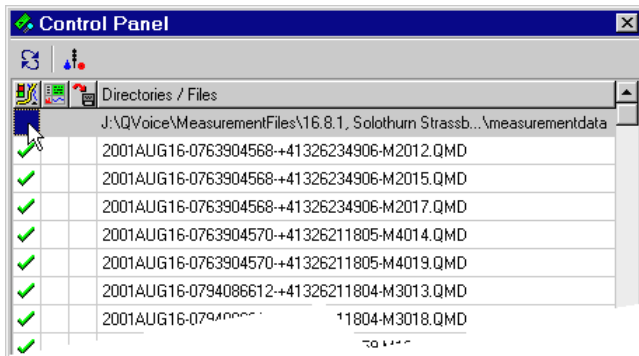 Control Panel
Directories / Files
J:\QVoice\MeasurementFiles\16.8.1, Solothurn Strassb...\measurementdata
2001AUG16-0763904568-+41326234906-M2012.QMD
2001AUG16-0763904568-+41326234906-M2015.QMD
2001AUG16-0763904568-+41326234906-M2017.QMD
2001AUG16-0763904570-+41326211805-M4014.QMD
2001AUG16-0763904570-+41326211805-M4019.QMD
2001AUG16-0794086612-+41326211804-M3013.QMD
11804-M3018.QMD